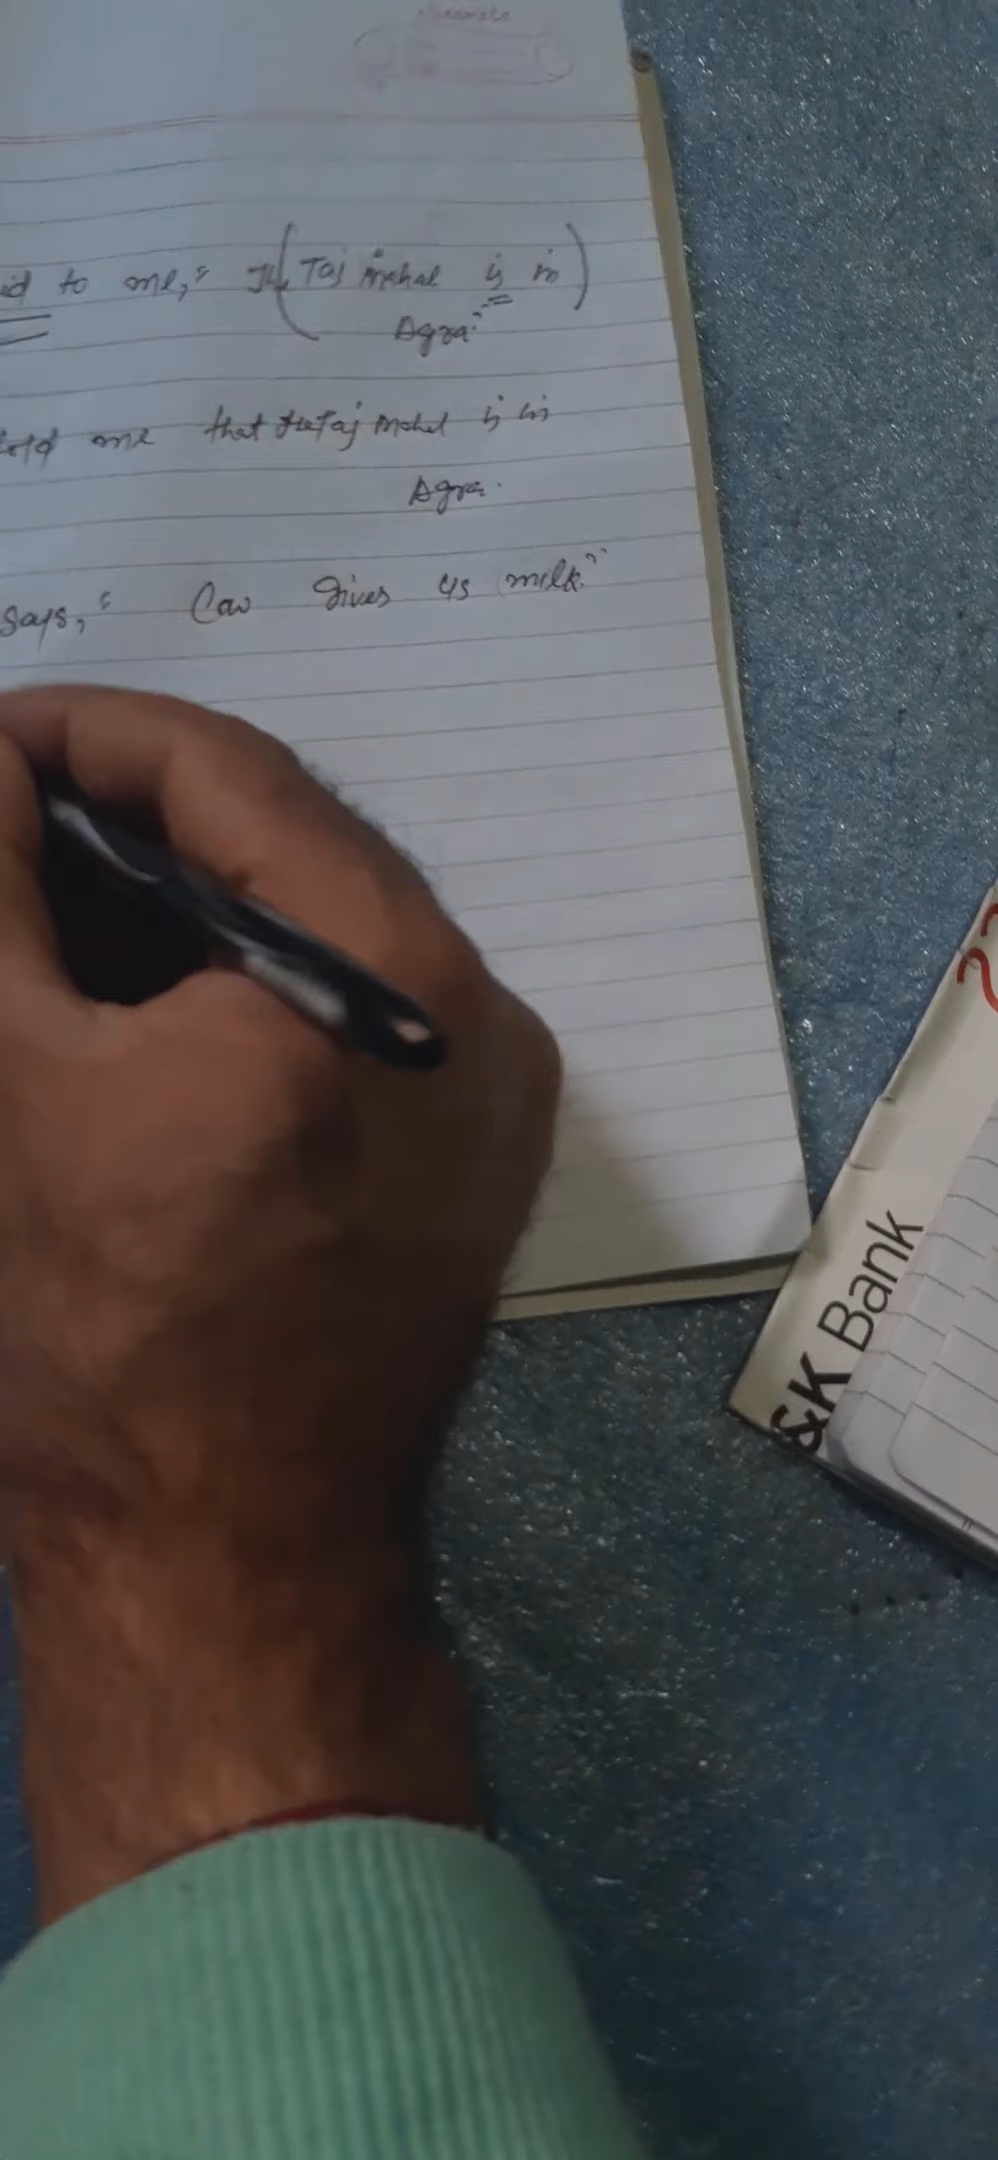 id to me," The Taj Mahal is in
Agra."
told me that the Taj Mahal is in
Agra.
says," Cow gives us milk."
&K Bank